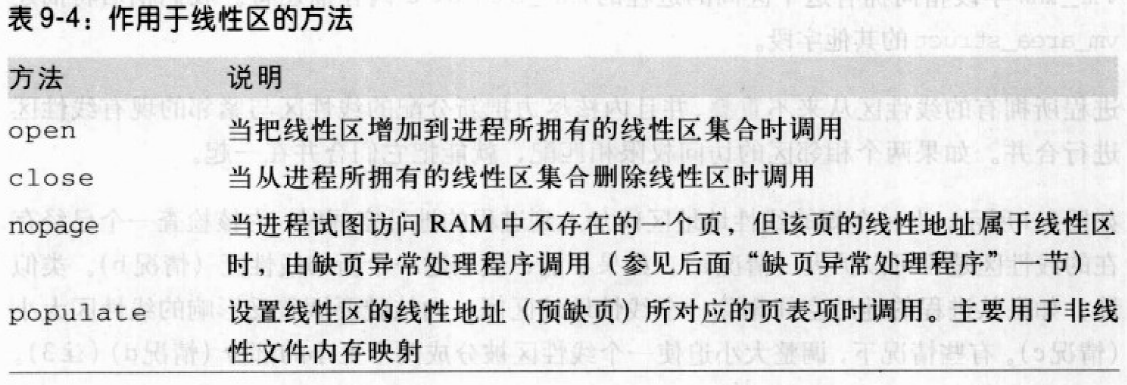 表9-4：作用于线性区的方法
方法 说明
open 当把线性区增加到进程所拥有的线性区集合时调用
close 当从进程所拥有的线性区集合删除线性区时调用
nopage 当进程试图访问RAM中不存在的一个页，但该页的线性地址属于线性区
时，由缺页异常处理程序调用（参见后面“缺页异常处理程序”一节）
populate 设置线性区的线性地址（预缺页）所对应的页表项时调用。主要用于非线
性文件内存映射